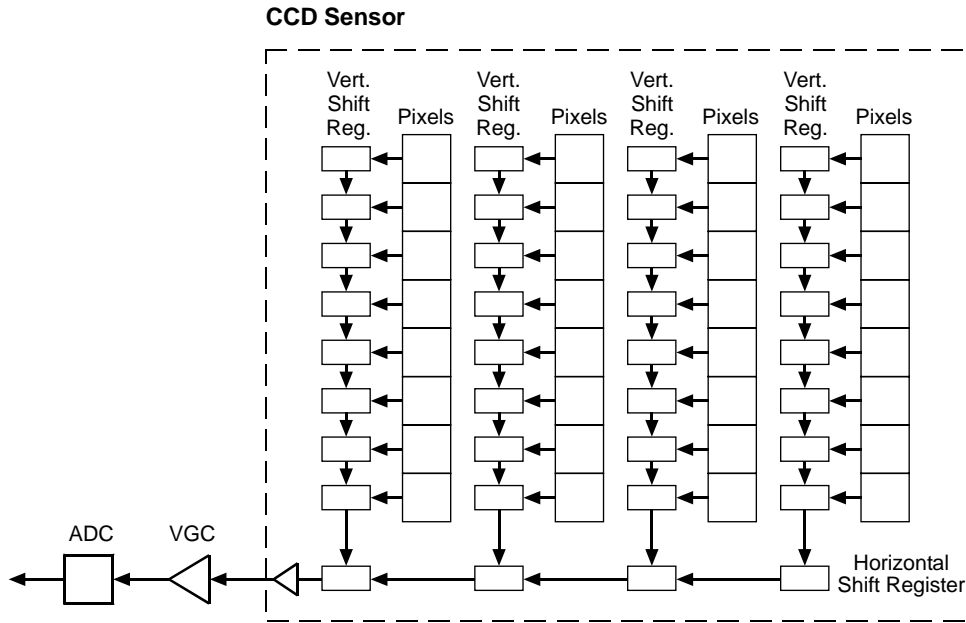 CCD Sensor
Vert.
Shift
Reg.
Pixels
Vert.
Shift
Reg.
Pixels
Vert.
Shift
Reg.
Pixels
Vert.
Shift
Reg.
Pixels
ADC
VGC
Horizontal
Shift Register